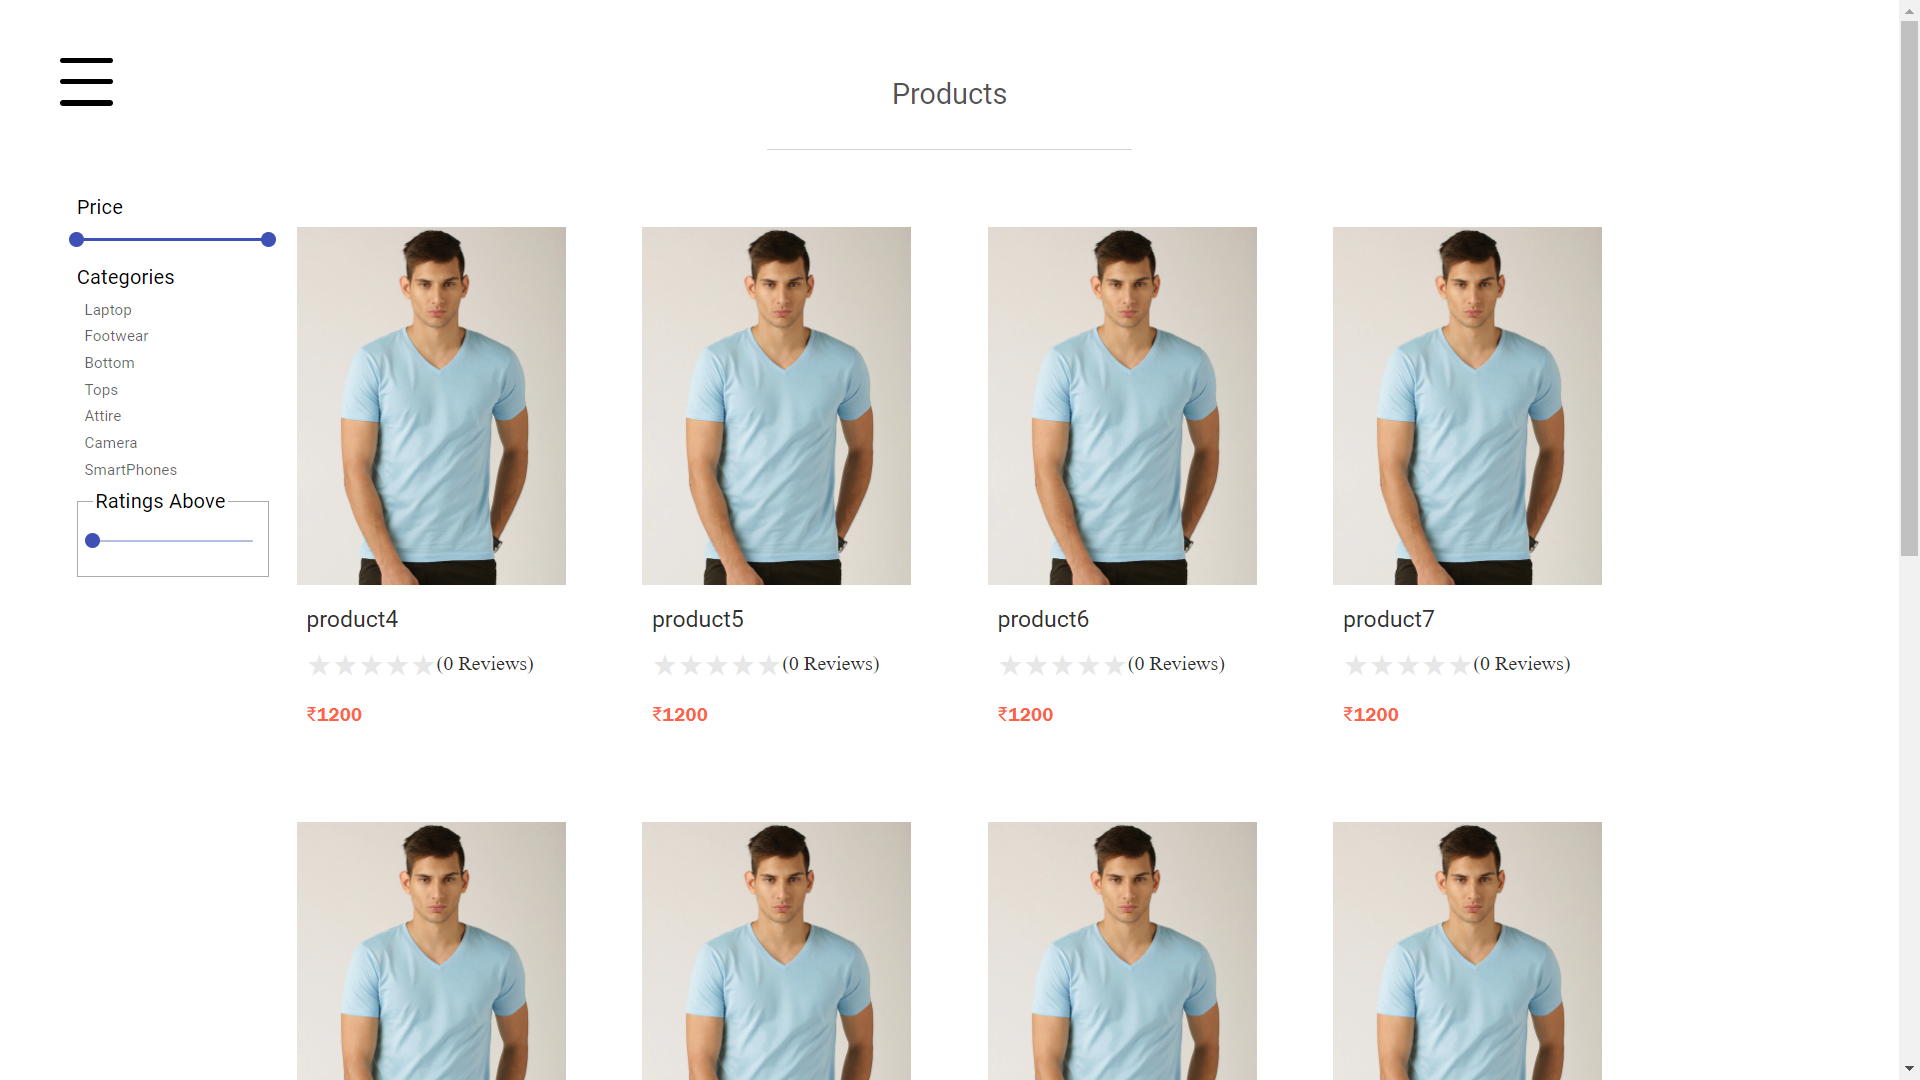 Products
Price
Categories
Laptop
Footwear
Bottom
Tops
Attire
Camera
SmartPhones
Ratings Above
product4
★★★★★(0 Reviews)
₹1200
product5
★★★★★(0 Reviews)
₹1200
product6
★★★★★(0 Reviews)
₹1200
product7
★★★★★(0 Reviews)
₹1200